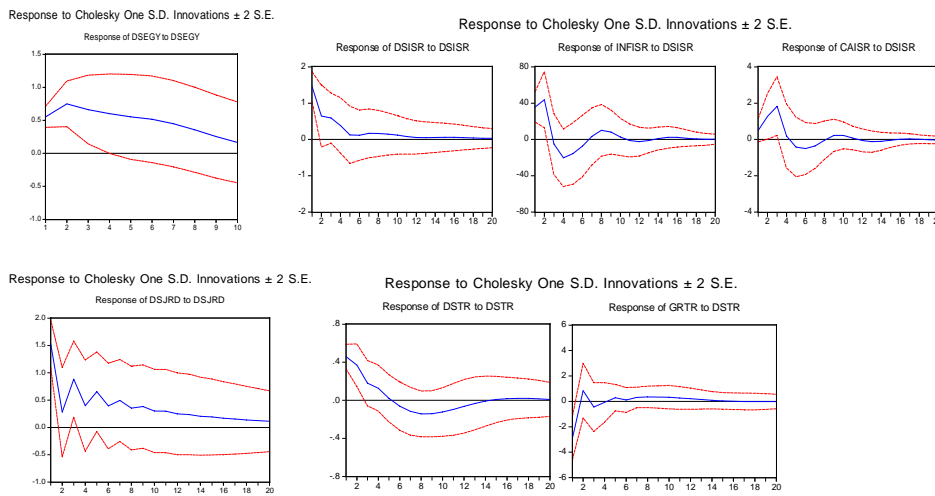 Response to Cholesky One S.D. Innovations ± 2 S.E.
Response of DSEGY to DSEGY
1.5
1.0
0.5
0.0
-0.5
-1.0
1 2 3 4 5 6 7 8 9 10
Response to Cholesky One S.D. Innovations ± 2 S.E.
Response of DSISR to DSISR
2
1
0
-1
-2
2 4 6 8 10 12 14 16 18 20
Response of INFISR to DSISR
80
40
0
-40
-80
2 4 6 8 10 12 14 16 18 20
Response of CAISR to DSISR
4
2
0
-2
-4
2 4 6 8 10 12 14 16 18 20
Response to Cholesky One S.D. Innovations ± 2 S.E.
Response of DSJRD to DSJRD
2.0
1.5
1.0
0.5
0.0
-0.5
-1.0
2 4 6 8 10 12 14 16 18 20
Response to Cholesky One S.D. Innovations ± 2 S.E.
Response of DSTR to DSTR
.8
.4
.0
-.4
-.8
2 4 6 8 10 12 14 16 18 20
Response of GRTR to DSTR
6
4
2
0
-2
-4
-6
2 4 6 8 10 12 14 16 18 20